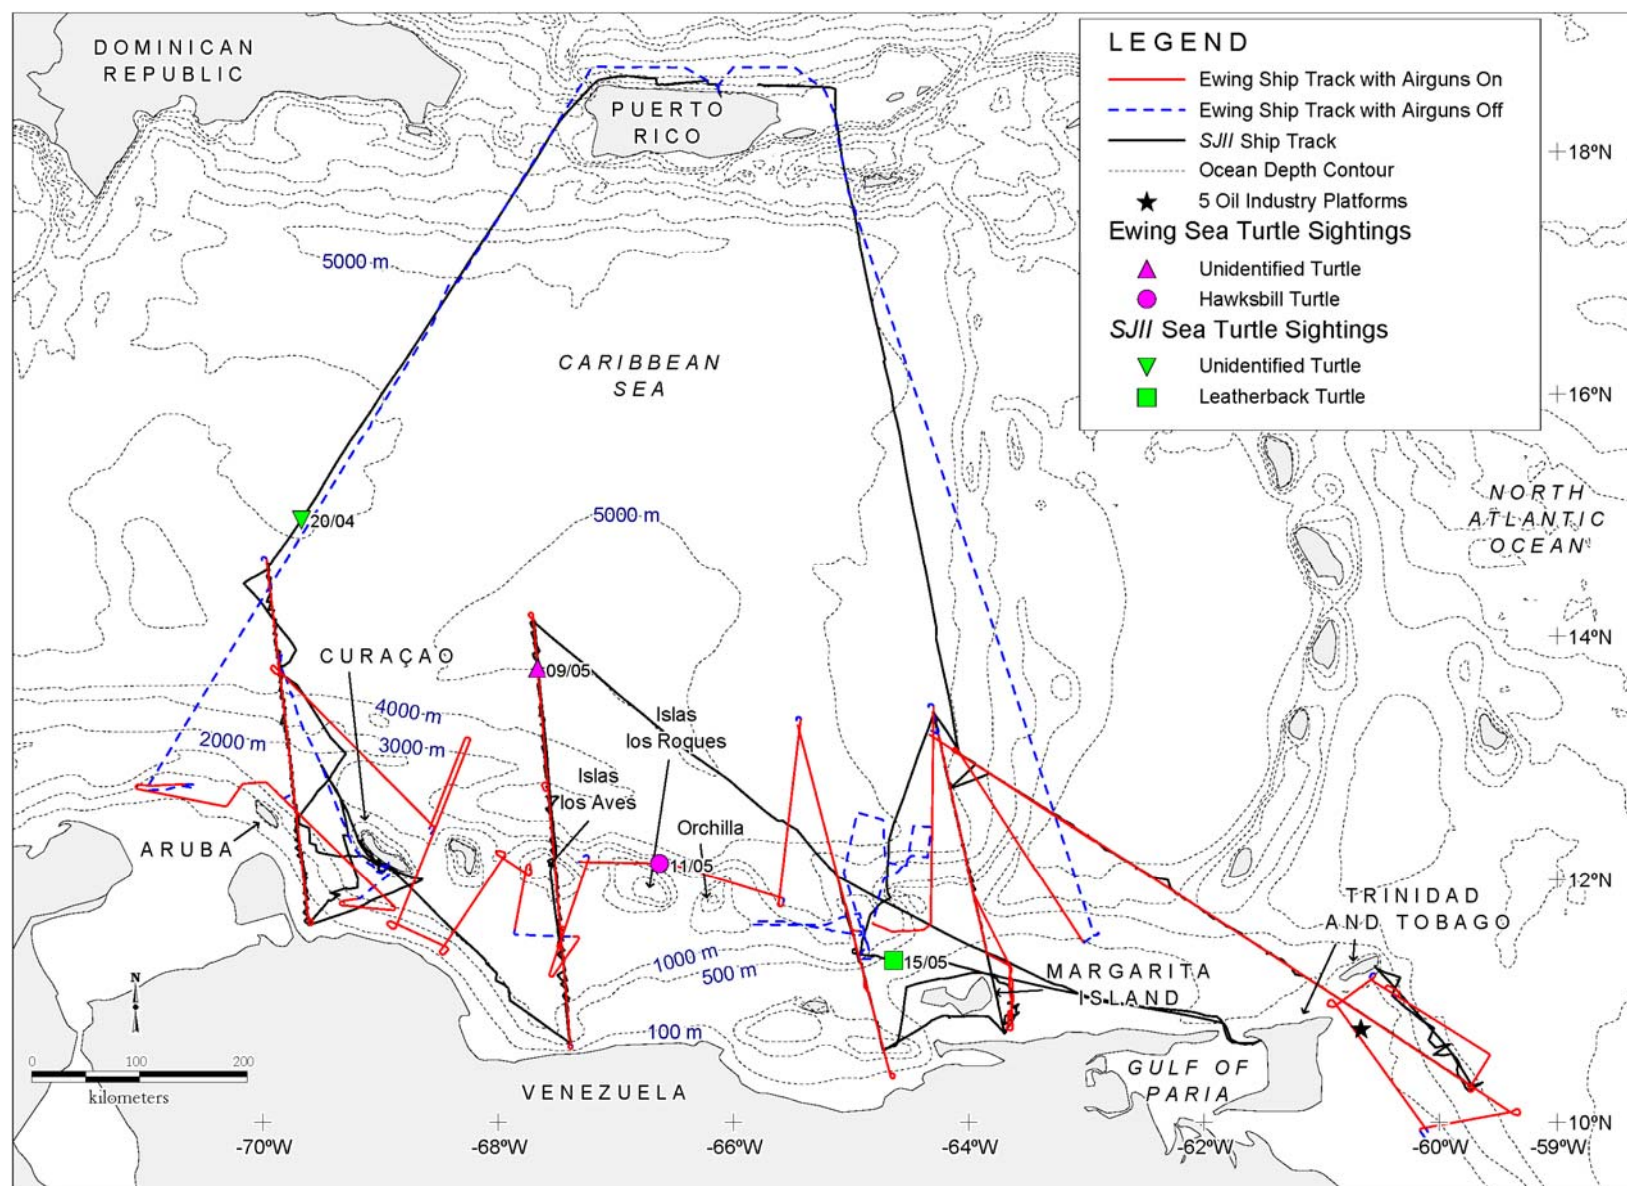 DOMINICAN
REPUBLIC
PUERTO
RICO
LEGEND
Ewing Ship Track with Airguns On
Ewing Ship Track with Airguns Off
SJII Ship Track
Ocean Depth Contour
5 Oil Industry Platforms
Ewing Sea Turtle Sightings
Unidentified Turtle
Hawksbill Turtle
SJII Sea Turtle Sightings
Unidentified Turtle
Leatherback Turtle
18ºN
16ºN
14ºN
12ºN
10ºN
5000 m
CARIBBEAN
SEA
NORTH
ATLANTIC
OCEAN
20/04
5000 m
CURAÇAO
09/05
4000 m
3000 m
2000 m
Islas
los Roques
Islas
los Aves
Orchilla
ARUBA
11/05
TRINIDAD
AND TOBAGO
1000 m
500 m
15/05
MARGARITA
ISLAND
100 m
N
0 100 200
kilometers
VENEZUELA
GULF OF
PARIA
-70ºW
-68ºW
-66ºW
-64ºW
-62ºW
-60ºW
-59ºW